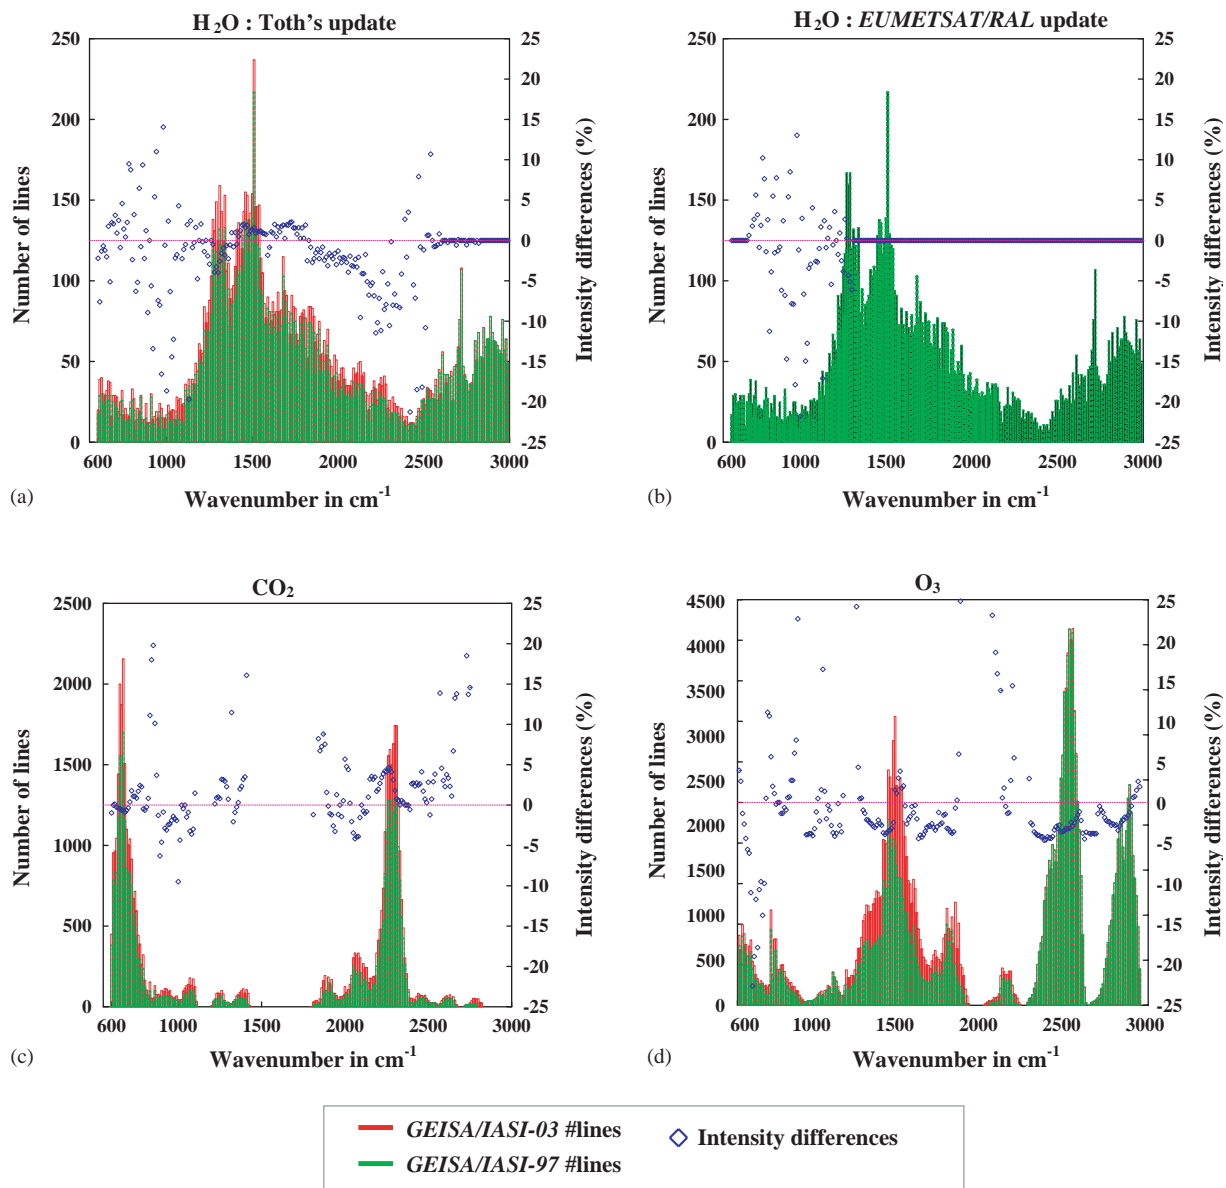 H2O : Toth's update
250
200
150
100
50
0
25
20
15
10
5
0
-5
-10
-15
-20
-25
600 1000 1500 2000 2500 3000
Number of lines
Intensity differences (%)
Wavenumber in cm-1
(a)
H2O : EUMETSAT/RAL update
250
200
150
100
50
0
25
20
15
10
5
0
-5
-10
-15
-20
-25
600 1000 1500 2000 2500 3000
Number of lines
Intensity differences (%)
Wavenumber in cm-1
(b)
CO2
2500
2000
1500
1000
500
0
25
20
15
10
5
0
-5
-10
-15
-20
-25
600 1000 1500 2000 2500 3000
Number of lines
Intensity differences (%)
Wavenumber in cm-1
(c)
O3
4500
4000
3500
3000
2500
2000
1500
1000
500
0
25
20
15
10
5
0
-5
-10
-15
-20
-25
600 1000 1500 2000 2500 3000
Number of lines
Intensity differences (%)
Wavenumber in cm-1
(d)
GEISA/IASI-03 #lines
GEISA/IASI-97 #lines
Intensity differences